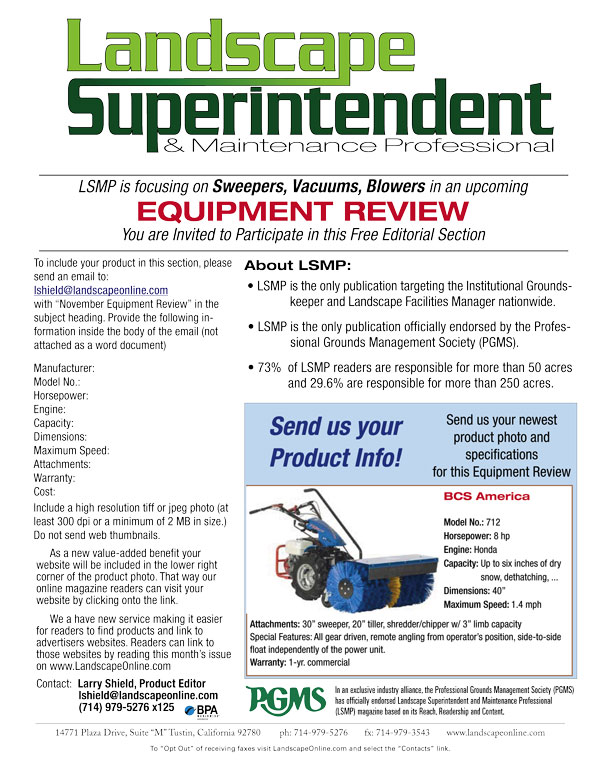 Landscape
Superintendent
& Maintenance Professional
LSMP is focusing on Sweepers, Vacuums, Blowers in an upcoming
EQUIPMENT REVIEW
You are Invited to Participate in this Free Editorial Section
To include your product in this section, please
send an email to:
lshield@landscapeonline.com
with “November Equipment Review” in the
subject heading. Provide the following in-
formation inside the body of the email (not
attached as a word document)
Manufacturer:
Model No.:
Horsepower:
Engine:
Capacity:
Dimensions:
Maximum Speed:
Attachments:
Warranty:
Cost:
Include a high resolution tiff or jpeg photo (at
least 300 dpi or a minimum of 2 MB in size.)
Do not send web thumbnails.
As a new value-added benefit your
website will be included in the lower right
corner of the product photo. That way our
online magazine readers can visit your
website by clicking onto the link.
We a have new service making it easier
for readers to find products and link to
advertisers websites. Readers can link to
those websites by reading this month’s issue
on www.LandscapeOnline.com
Contact: Larry Shield, Product Editor
lshield@landscapeonline.com
(714) 979-5276 x125
BPA
WORLDWIDE
About LSMP:
• LSMP is the only publication targeting the Institutional Grounds-
keeper and Landscape Facilities Manager nationwide.
• LSMP is the only publication officially endorsed by the Profes-
sional Grounds Management Society (PGMS).
• 73% of LSMP readers are responsible for more than 50 acres
and 29.6% are responsible for more than 250 acres.
Send us your
Product Info!
Send us your newest
product photo and
specifications
for this Equipment Review
BCS America
Model No.: 712
Horsepower: 8 hp
Engine: Honda
Capacity: Up to six inches of dry
snow, dethatching, ...
Dimensions: 40”
Maximum Speed: 1.4 mph
Attachments: 30” sweeper, 20” tiller, shredder/chipper w/ 3” limb capacity
Special Features: All gear driven, remote angling from operator’s position, side-to-side
float independently of the power unit.
Warranty: 1-yr. commercial
PGMS
In an exclusive industry alliance, the Professional Grounds Management Society (PGMS)
has officially endorsed Landscape Superintendent and Maintenance Professional
(LSMP) magazine based on its Reach, Readership and Content.
14771 Plaza Drive, Suite “M” Tustin, California 92780 ph: 714-979-5276 fx: 714-979-3543 www.landscapeonline.com
To “Opt Out” of receiving faxes visit LandscapeOnline.com and select the “Contacts” link.